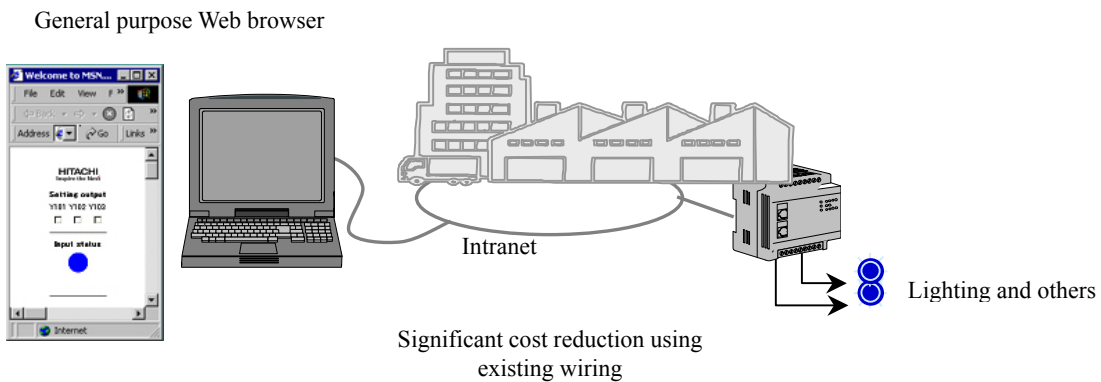 General purpose Web browser
Welcome to MSN....
File Edit View F »
Back »
Address Go Links »
HITACHI
Inspire the Next
Setting output
Y101 Y102 Y103
Input status
Internet
Intranet
Lighting and others
Significant cost reduction using
existing wiring